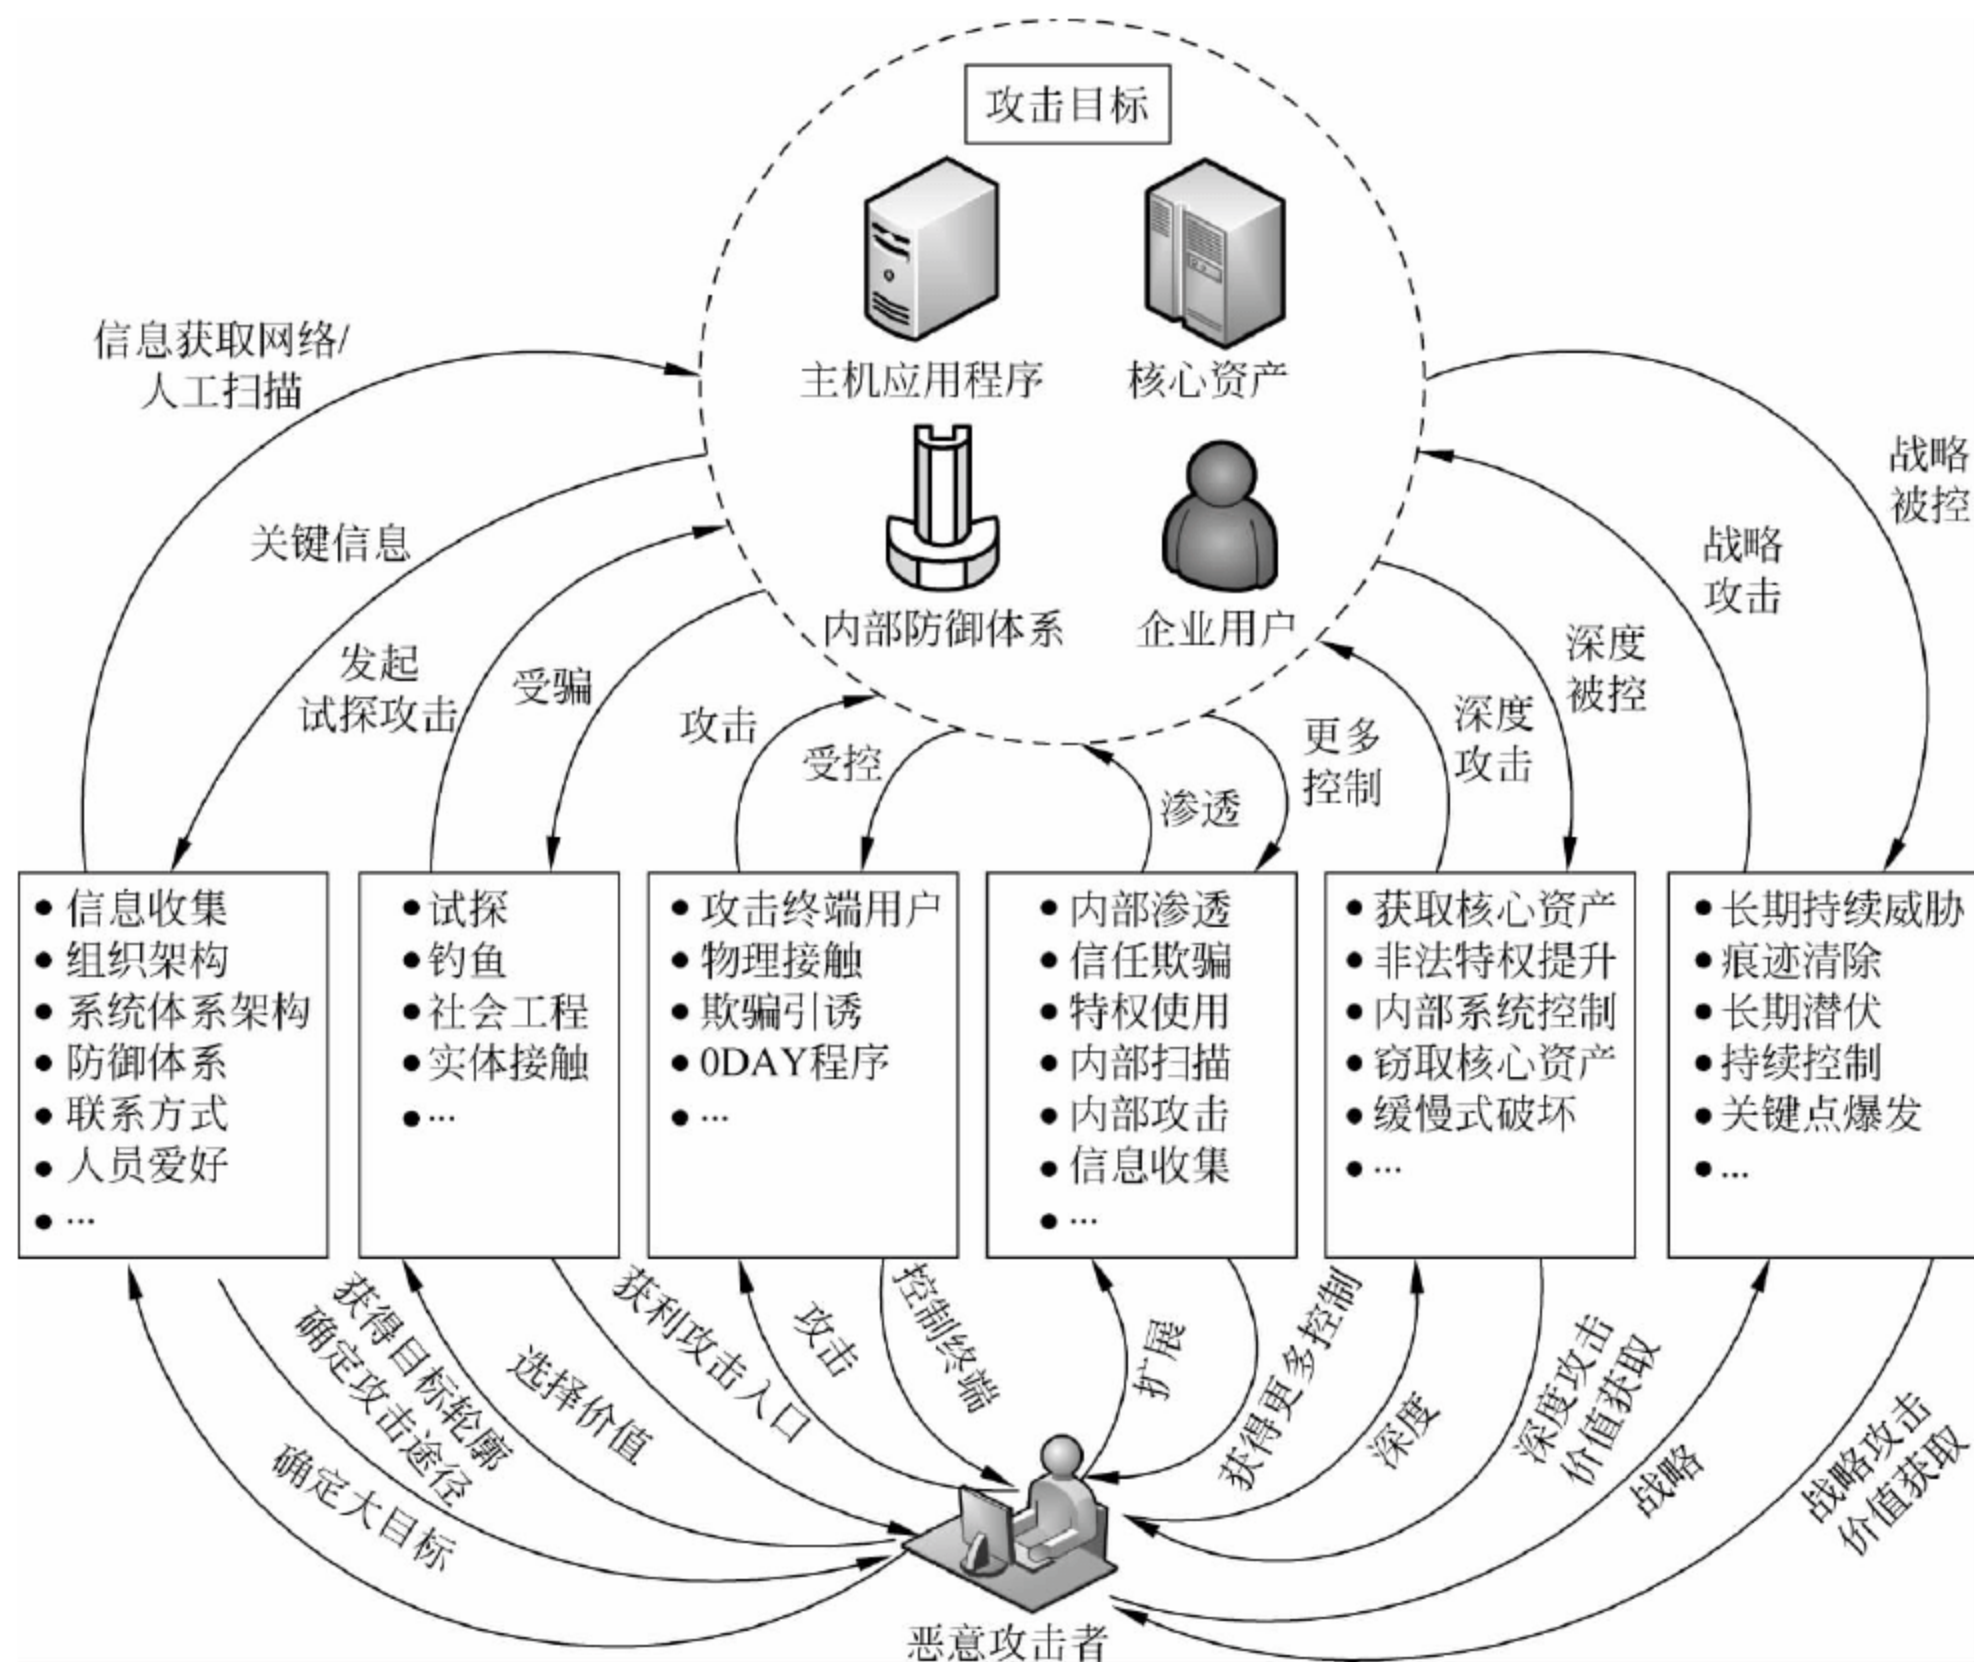 攻击目标
主机应用程序
核心资产
内部防御体系
企业用户
信息获取网络/
人工扫描
关键信息
发起
试探攻击
受骗
攻击
受控
渗透
更多
控制
深度
攻击
深度
被控
战略
攻击
战略
被控
● 信息收集
● 组织架构
● 系统体系架构
● 防御体系
● 联系方式
● 人员爱好
● …
● 试探
● 钓鱼
● 社会工程
● 实体接触
● …
● 攻击终端用户
● 物理接触
● 欺骗引诱
● 0DAY程序
● …
● 内部渗透
● 信任欺骗
● 特权使用
● 内部扫描
● 内部攻击
● 信息收集
● …
● 获取核心资产
● 非法特权提升
● 内部系统控制
● 窃取核心资产
● 缓慢式破坏
● …
● 长期持续威胁
● 痕迹清除
● 长期潜伏
● 持续控制
● 关键点爆发
● …
确定大目标
获得目标轮廓
确定攻击途径
选择价值
获利攻击入口
攻击
控制终端
扩展
获得更多控制
深度
深度攻击
价值获取
战略
战略攻击
价值获取
恶意攻击者